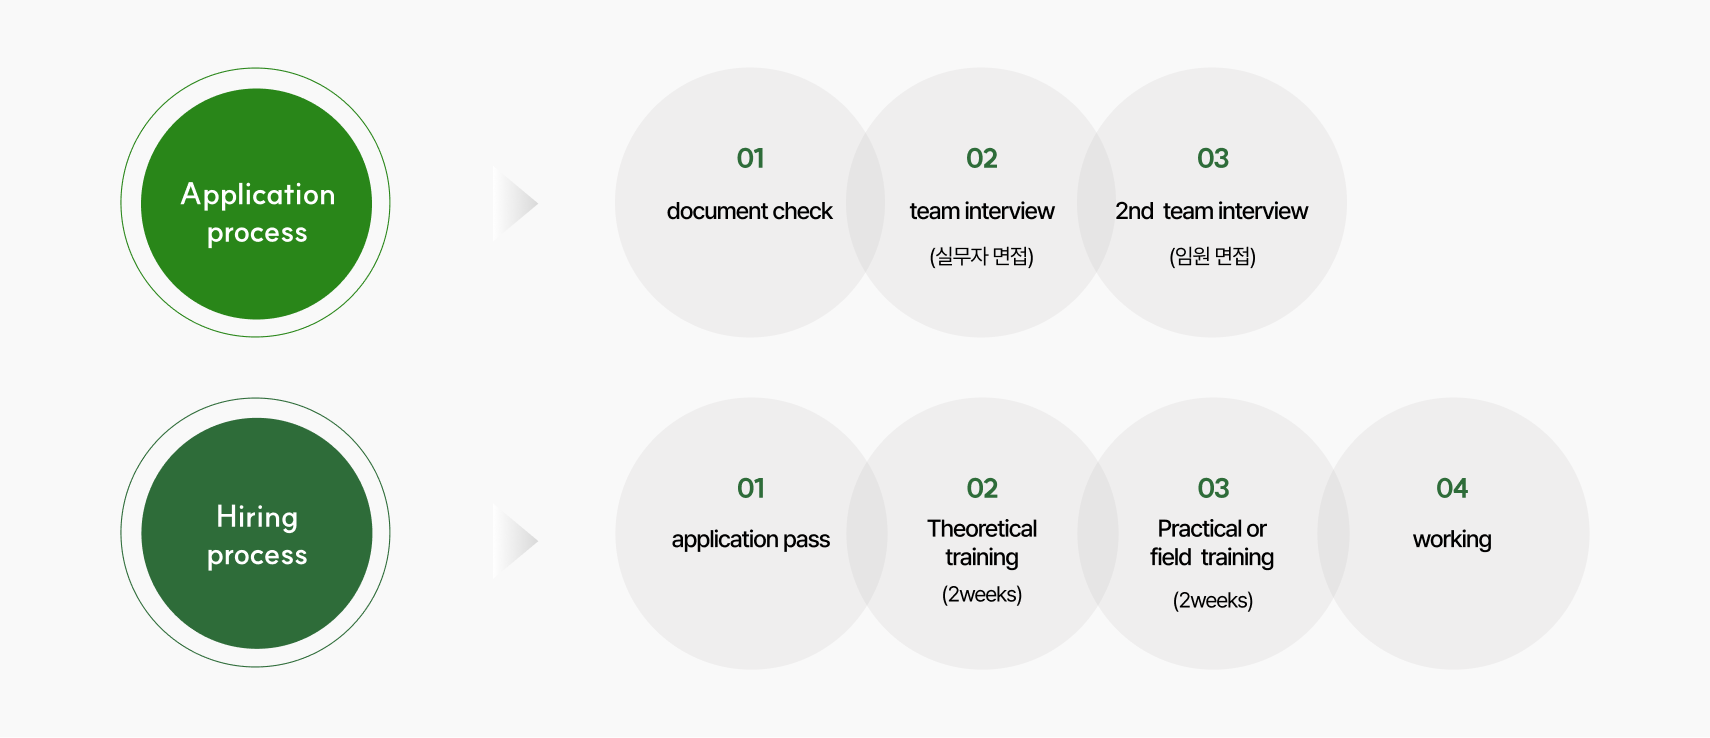 Application
process
01
document check
02
team interview
(실무자 면접)
03
2nd team interview
(임원 면접)
Hiring
process
01
application pass
02
Theoretical
training
(2weeks)
03
Practical or
field training
(2weeks)
04
working